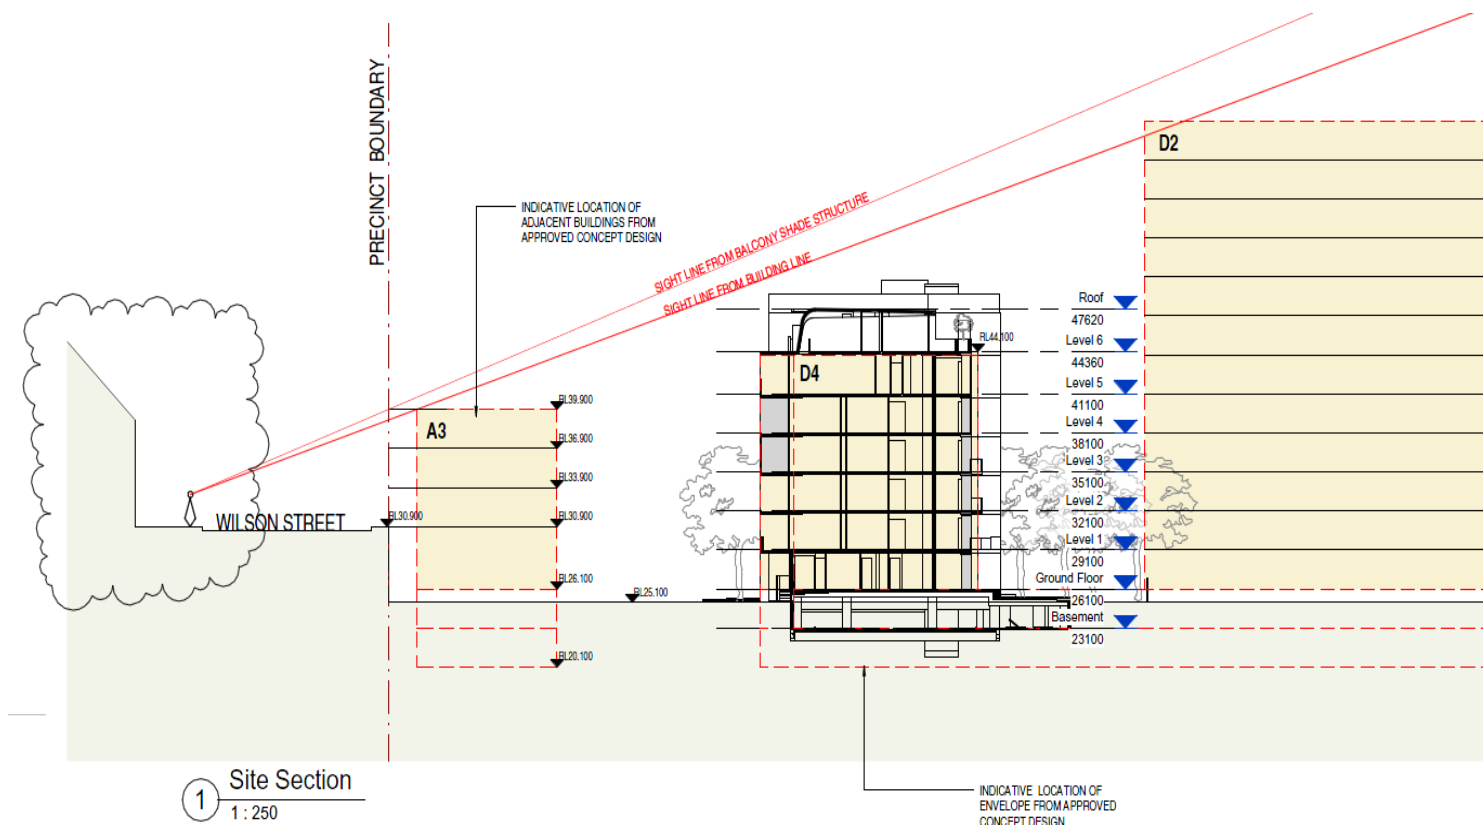 PRECINCT BOUNDARY
INDICATIVE LOCATION OF
ADJACENT BUILDINGS FROM
APPROVED CONCEPT DESIGN
SIGHT LINE FROM BALCONY SHADE STRUCTURE
SIGHT LINE FROM BUILDING LINE
D2
Roof
47620
RL44.100
Level 6
44360
D4
Level 5
41100
RL39.900
A3
Level 4
38100
RL36.900
Level 3
35100
RL33.900
Level 2
32100
WILSON STREET
RL30.900
RL30.900
Level 1
29100
RL26.100
Ground Floor
26100
RL25.100
Basement
23100
RL20.100
1
Site Section
1 : 250
INDICATIVE LOCATION OF
ENVELOPE FROM APPROVED
CONCEPT DESIGN